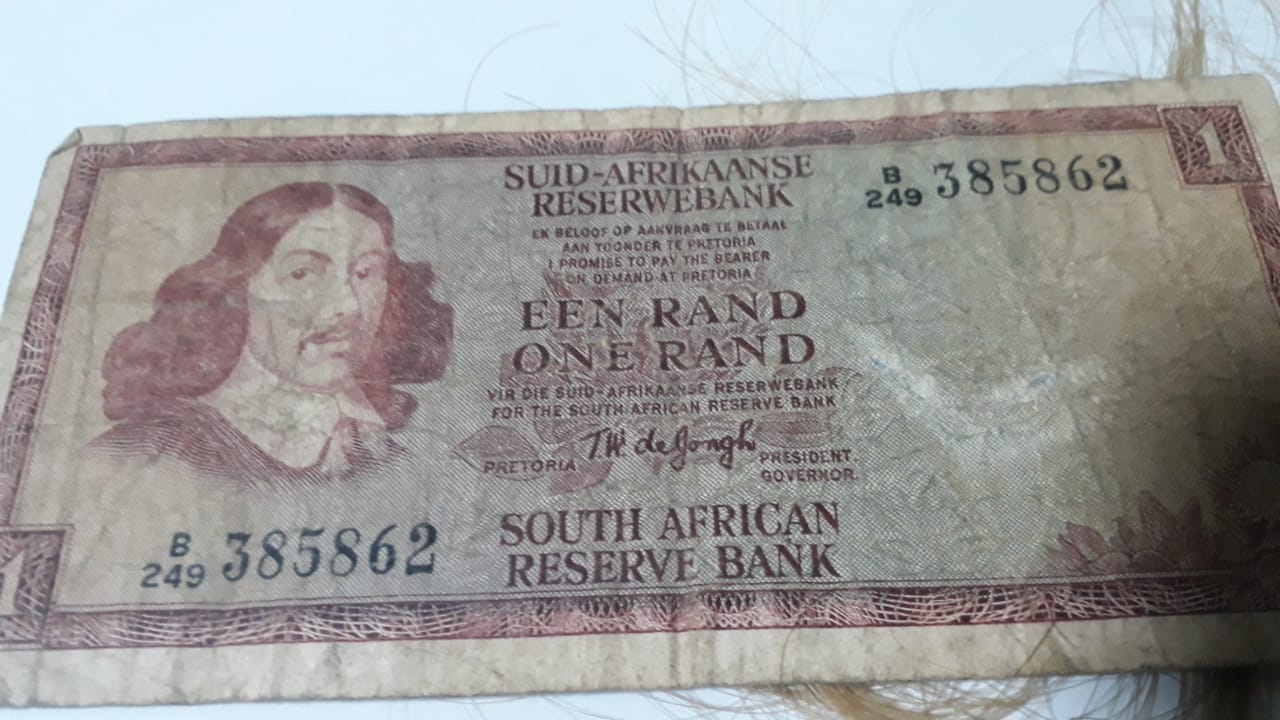 1
SUID-AFRIKAANSE
RESERWEBANK
B
249 385862
EK BELOOF OP AANVRAAG TE BETAAL
AAN TOONDER TE PRETORIA
I PROMISE TO PAY THE BEARER
ON DEMAND AT PRETORIA
EEN RAND
ONE RAND
VIR DIE SUID-AFRIKAANSE RESERWEBANK
FOR THE SOUTH AFRICAN RESERVE BANK
T.W. de Jongh
PRETORIA
PRESIDENT.
GOVERNOR.
SOUTH AFRICAN
RESERVE BANK
B
249 385862
1